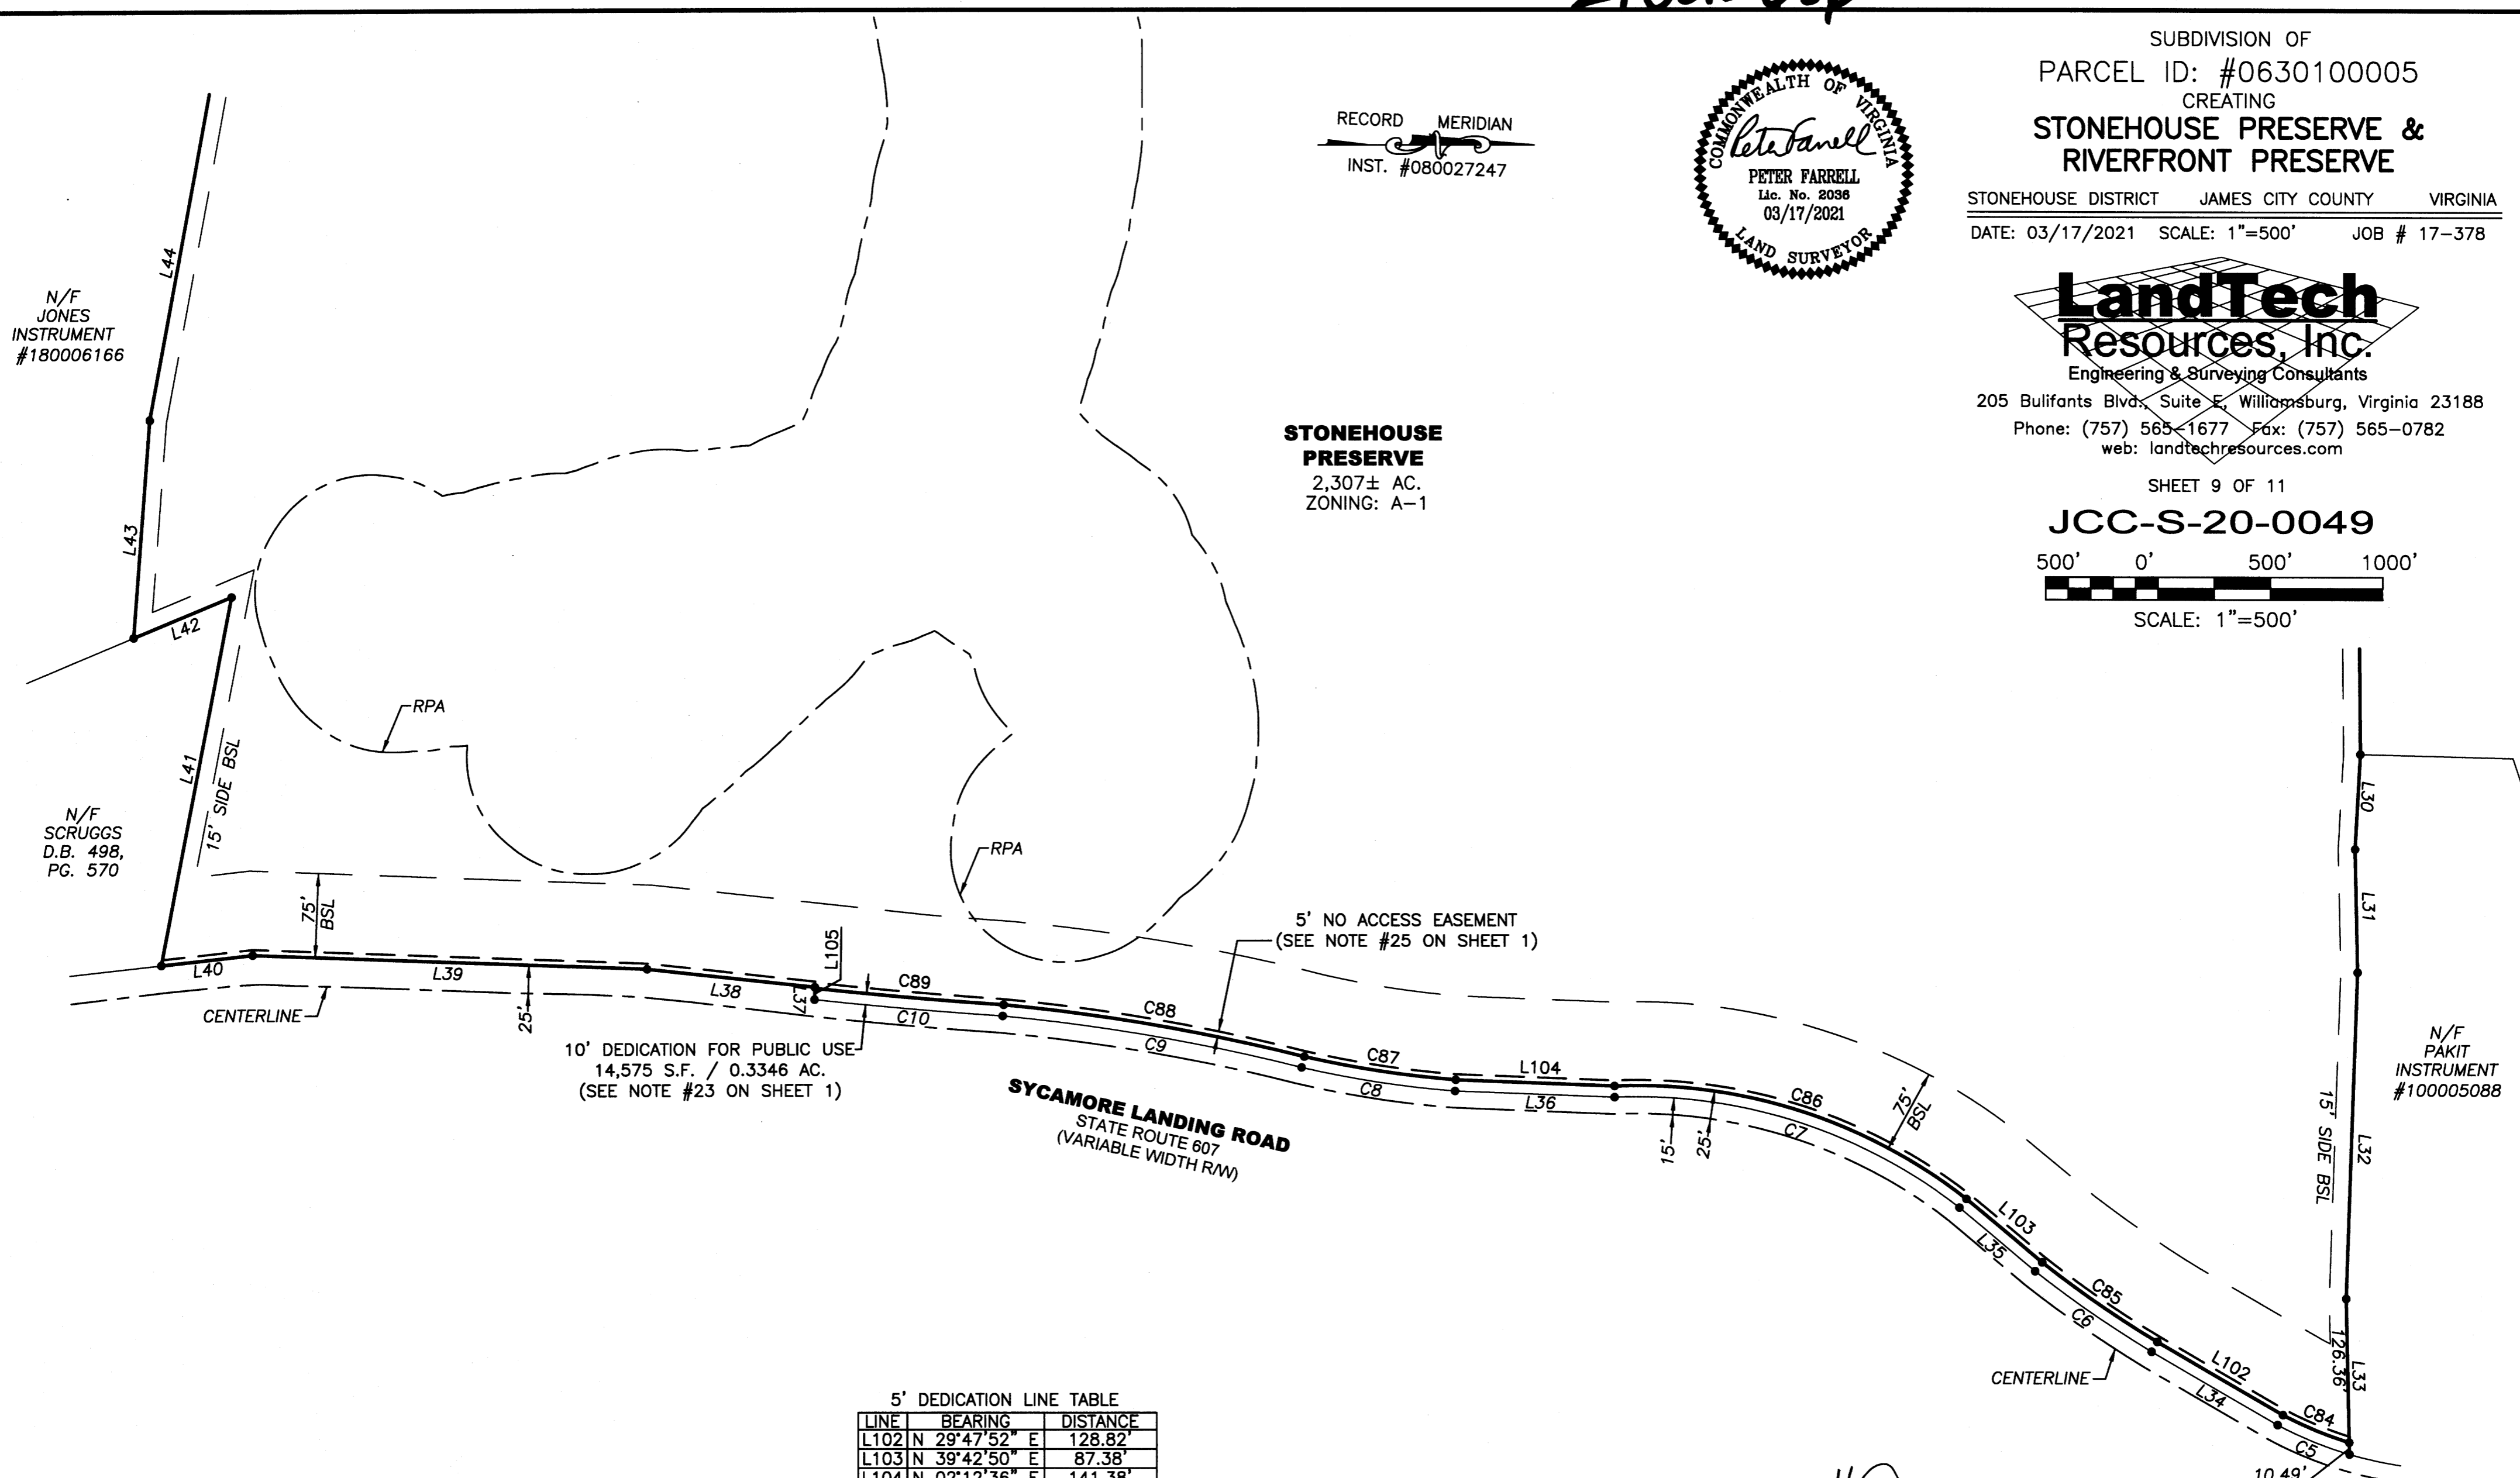 SUBDIVISION OF
PARCEL ID: #0630100005
CREATING
STONEHOUSE PRESERVE &
RIVERFRONT PRESERVE
STONEHOUSE DISTRICT JAMES CITY COUNTY VIRGINIA
DATE: 03/17/2021 SCALE: 1"=500' JOB # 17-378
LandTech
Resources, Inc.
Engineering & Surveying Consultants
205 Bulifants Blvd., Suite E, Williamsburg, Virginia 23188
Phone: (757) 565-1677 Fax: (757) 565-0782
web: landtechresources.com
SHEET 9 OF 11
JCC-S-20-0049
500' 0' 500' 1000'
SCALE: 1"=500'
RECORD MERIDIAN
INST. #080027247
COMMONWEALTH OF VIRGINIA
Peter Farrell
PETER FARRELL
Lic. No. 2036
03/17/2021
LAND SURVEYOR
L44
N/F
JONES
INSTRUMENT
#180006166
L43
L42
STONEHOUSE
PRESERVE
2,307± AC.
ZONING: A-1
RPA
L41
15' SIDE BSL
N/F
SCRUGGS
D.B. 498,
PG. 570
RPA
75'
BSL
L40
L39
L38
L37
L105
C89
C10
C88
C9
C87
C8
L104
L36
C86
C7
L103
L35
C85
C6
L102
L34
C84
C5
CENTERLINE
25'
5' NO ACCESS EASEMENT
(SEE NOTE #25 ON SHEET 1)
10' DEDICATION FOR PUBLIC USE
14,575 S.F. / 0.3346 AC.
(SEE NOTE #23 ON SHEET 1)
SYCAMORE LANDING ROAD
STATE ROUTE 607
(VARIABLE WIDTH R/W)
15'
25'
75'
BSL
L30
L31
L32
L33
126.36'
15' SIDE BSL
N/F
PAKIT
INSTRUMENT
#100005088
CENTERLINE
10.49'
5' DEDICATION LINE TABLE
LINE BEARING DISTANCE
L102 N 29°47'52" E 128.82'
L103 N 39°42'50" E 87.38'
L104 N 02°12'36" E 141.38'